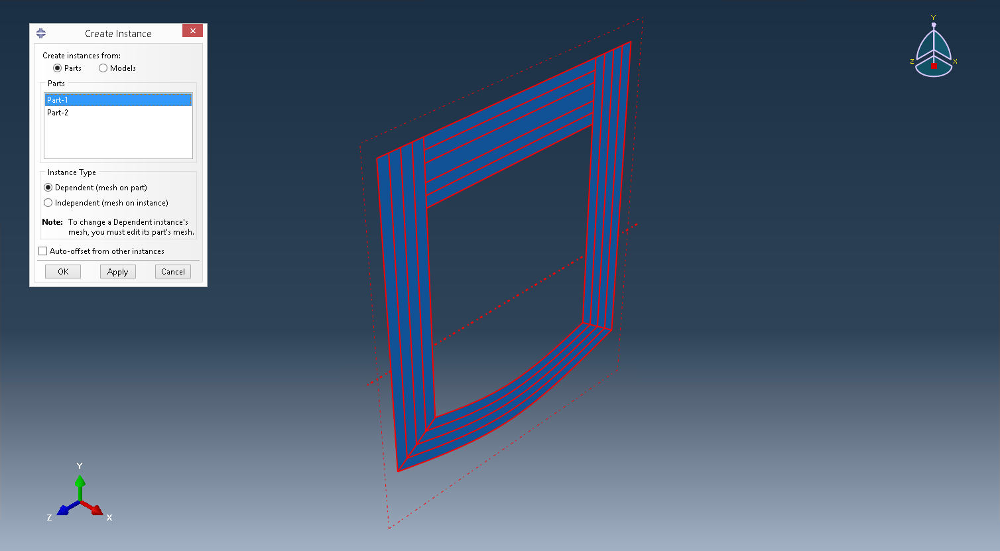 Create Instance
Create instances from:
Parts Models
Parts
Part-1
Part-2
Instance Type
Dependent (mesh on part)
Independent (mesh on instance)
Note: To change a Dependent instance's
mesh, you must edit its part's mesh.
Auto-offset from other instances
OK Apply Cancel
Y
Z X
Y
Z X